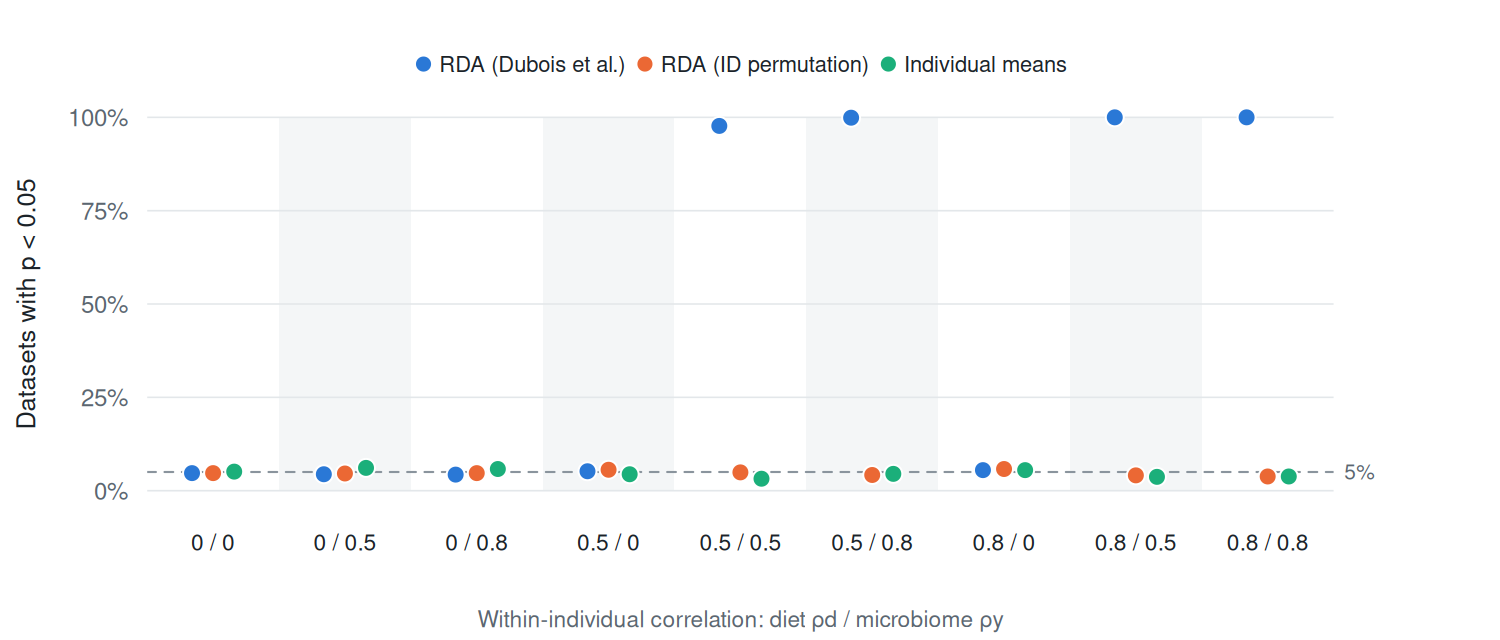 RDA (Dubois et al.) RDA (ID permutation) Individual means
Datasets with p < 0.05
100%
75%
50%
25%
0%
5%
0 / 0 0 / 0.5 0 / 0.8 0.5 / 0 0.5 / 0.5 0.5 / 0.8 0.8 / 0 0.8 / 0.5 0.8 / 0.8
Within-individual correlation: diet ρd / microbiome ρy